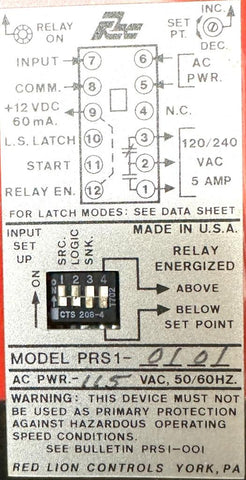 RELAY ON
INC.
SET PT.
DEC.
INPUT 7 6 AC
COMM. 8 5 PWR.
+12 VDC 60 mA. 9 4 N.C.
L.S. LATCH 10 3 120/240
START 11 2 VAC
RELAY EN. 12 1 5 AMP
FOR LATCH MODES: SEE DATA SHEET
INPUT SET UP
SRC. LOGIC SNK.
MADE IN U.S.A.
RELAY ENERGIZED
ON
1 2 3 4
CTS 208-4
ABOVE
BELOW
SET POINT
MODEL PRS1-0101
AC PWR.-115 VAC, 50/60HZ.
WARNING: THIS DEVICE MUST NOT
BE USED AS PRIMARY PROTECTION
AGAINST HAZARDOUS OPERATING
SPEED CONDITIONS.
SEE BULLETIN PRS1-001
RED LION CONTROLS YORK, PA